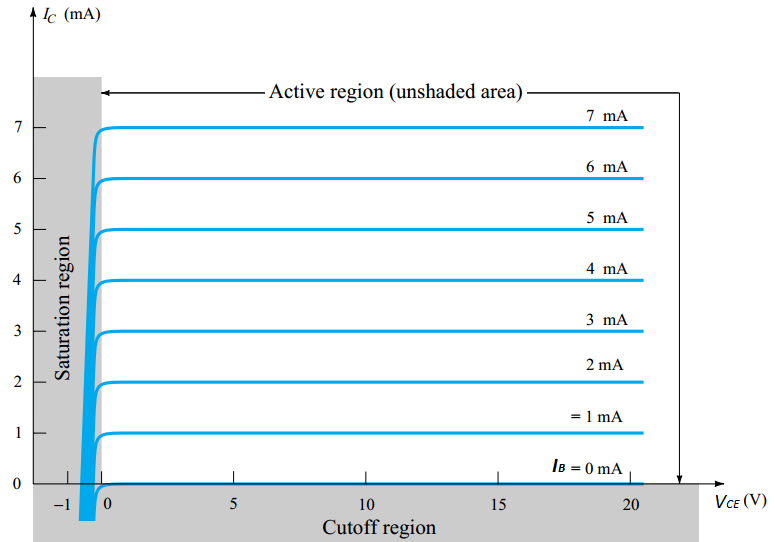 I_C (mA)
Active region (unshaded area)
7 mA
7
6 mA
6
5 mA
5
4 mA
4
3 mA
3
2 mA
2
= 1 mA
1
I_B = 0 mA
0
Saturation region
−1 0 5 10 15 20 V_CE (V)
Cutoff region